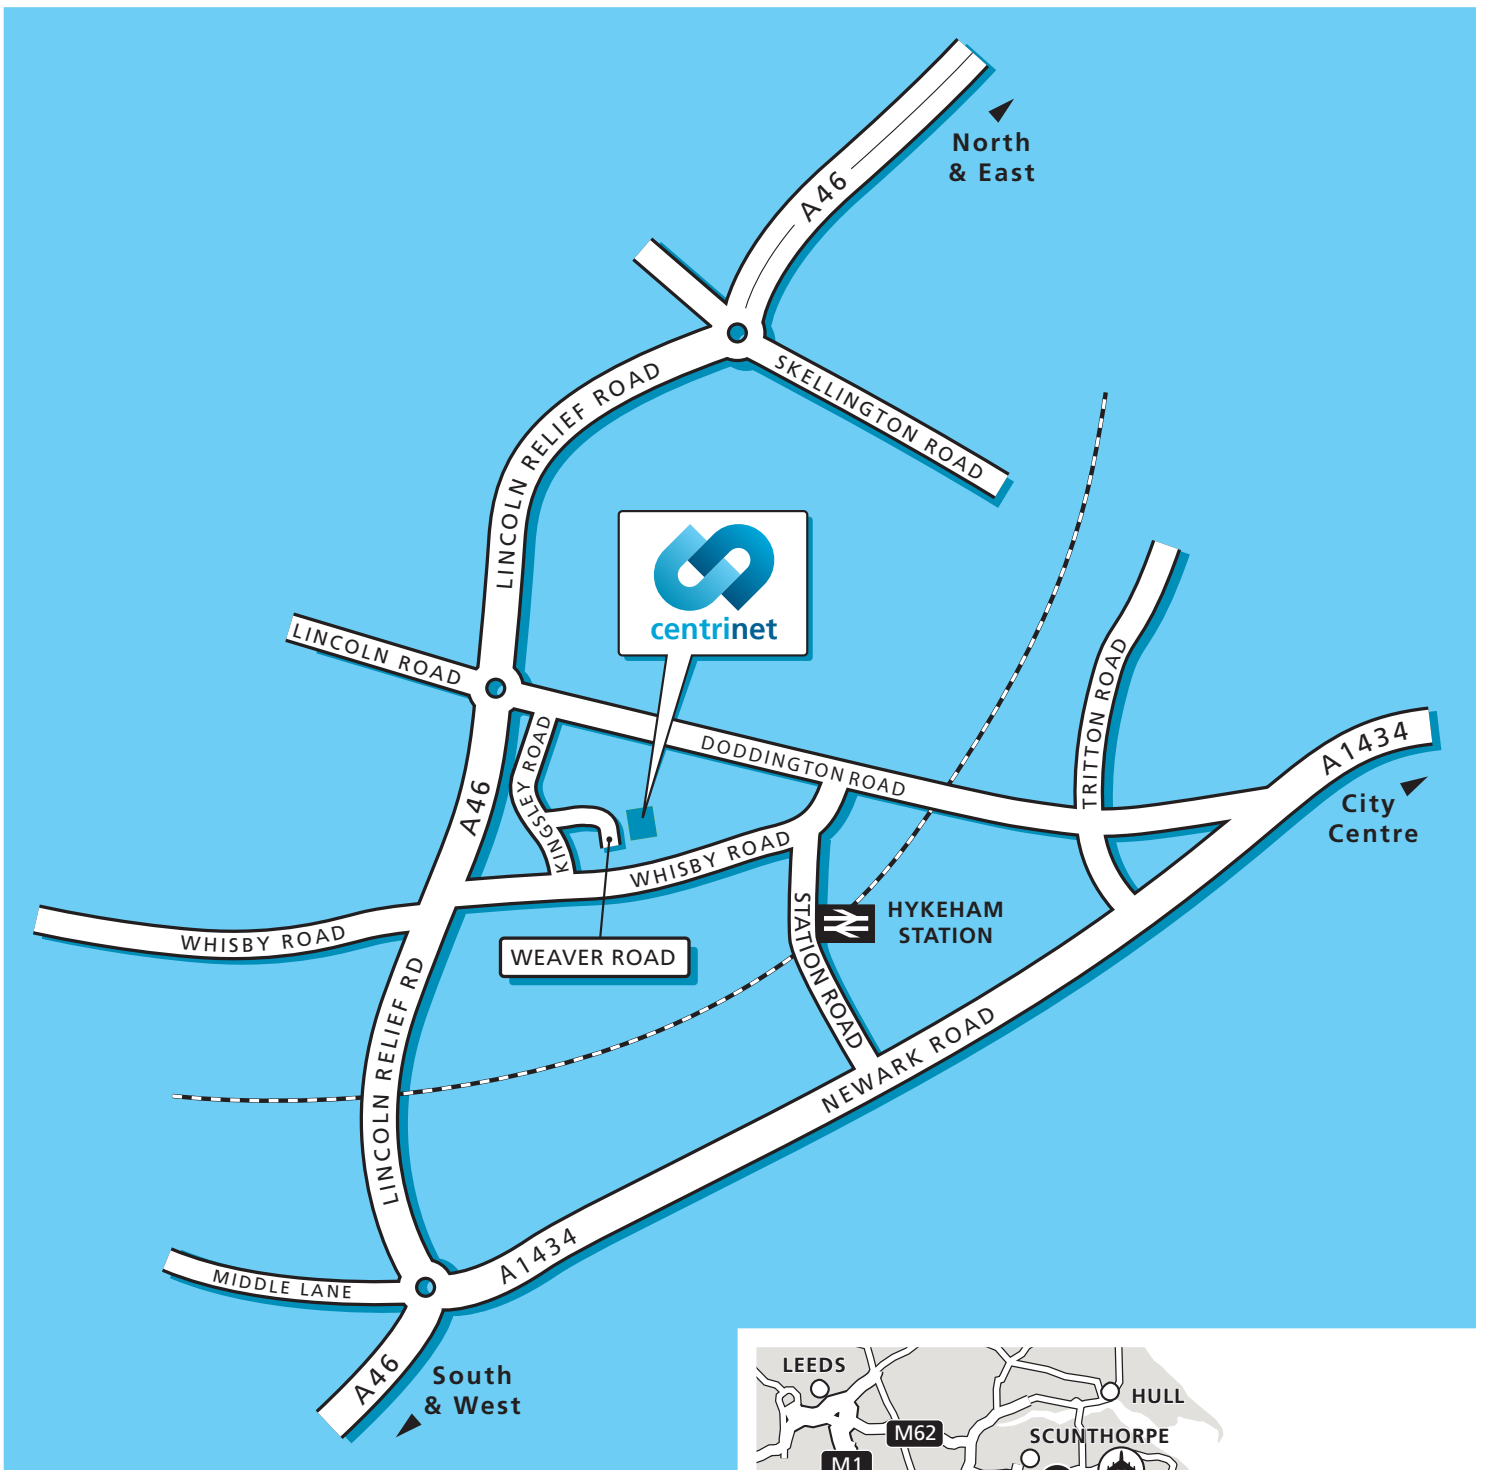 North
& East
A46
SKELLINGTON ROAD
LINCOLN RELIEF ROAD
centrinet
LINCOLN ROAD
DODDINGTON ROAD
TRITTON ROAD
A1434
City
Centre
KINGSLEY ROAD
A46
WHISBY ROAD
HYKEHAM
STATION
WHISBY ROAD
WEAVER ROAD
STATION ROAD
LINCOLN RELIEF RD
NEWARK ROAD
A1434
MIDDLE LANE
A46
South
& West
LEEDS
HULL
M62
SCUNTHORPE
M1